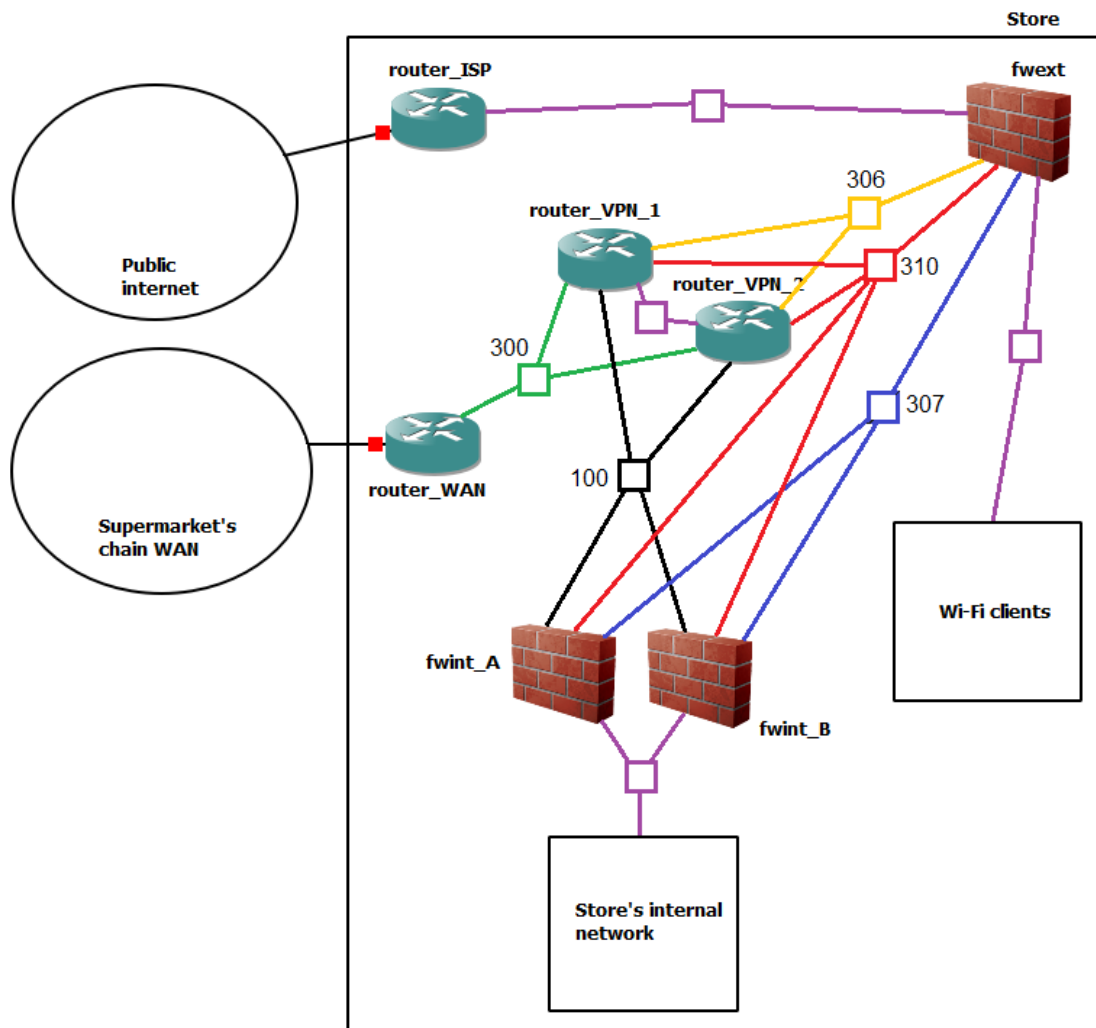 Store
router_ISP
fwext
306
router_VPN_1
310
Public
internet
router_VPN_2
300
307
router_WAN
100
Supermarket's
chain WAN
Wi-Fi clients
fwint_A
fwint_B
Store's internal
network